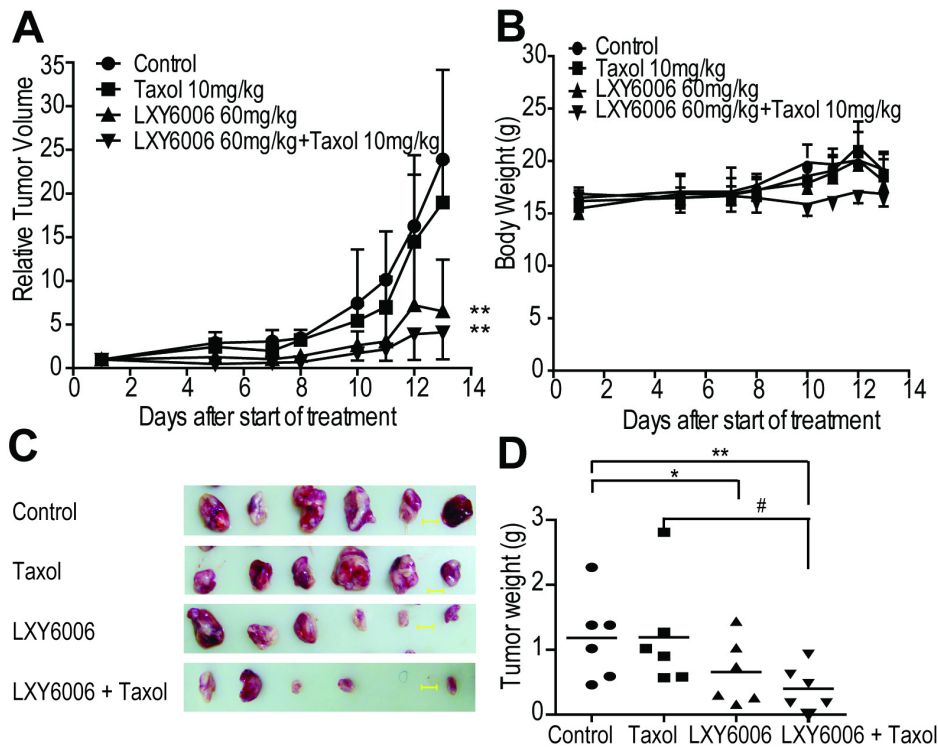 A
Relative Tumor Volume
35
30
25
20
15
10
5
0
0 2 4 6 8 10 12 14
Days after start of treatment
Control
Taxol 10mg/kg
LXY6006 60mg/kg
LXY6006 60mg/kg+Taxol 10mg/kg
**
**
B
Body Weight (g)
30
25
20
15
10
5
0
0 2 4 6 8 10 12 14
Days after start of treatment
Control
Taxol 10mg/kg
LXY6006 60mg/kg
LXY6006 60mg/kg+Taxol 10mg/kg
C
Control
Taxol
LXY6006
LXY6006 + Taxol
D
**
*
#
Tumor weight (g)
3
2
1
0
Control Taxol LXY6006 LXY6006 + Taxol